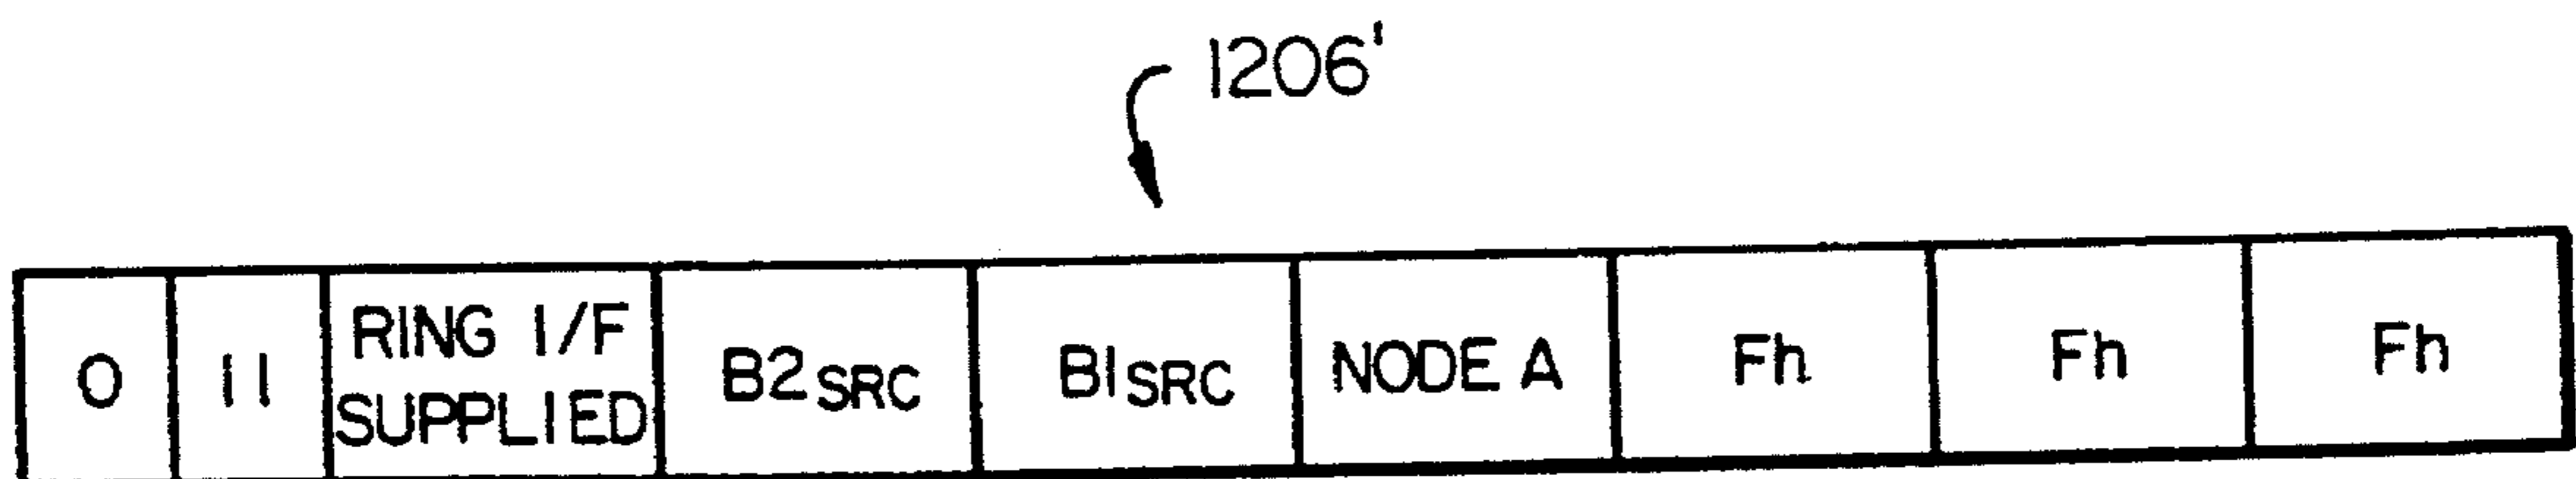 1206'
0 11 RING I/F SUPPLIED B2SRC B1SRC NODE A Fh Fh Fh